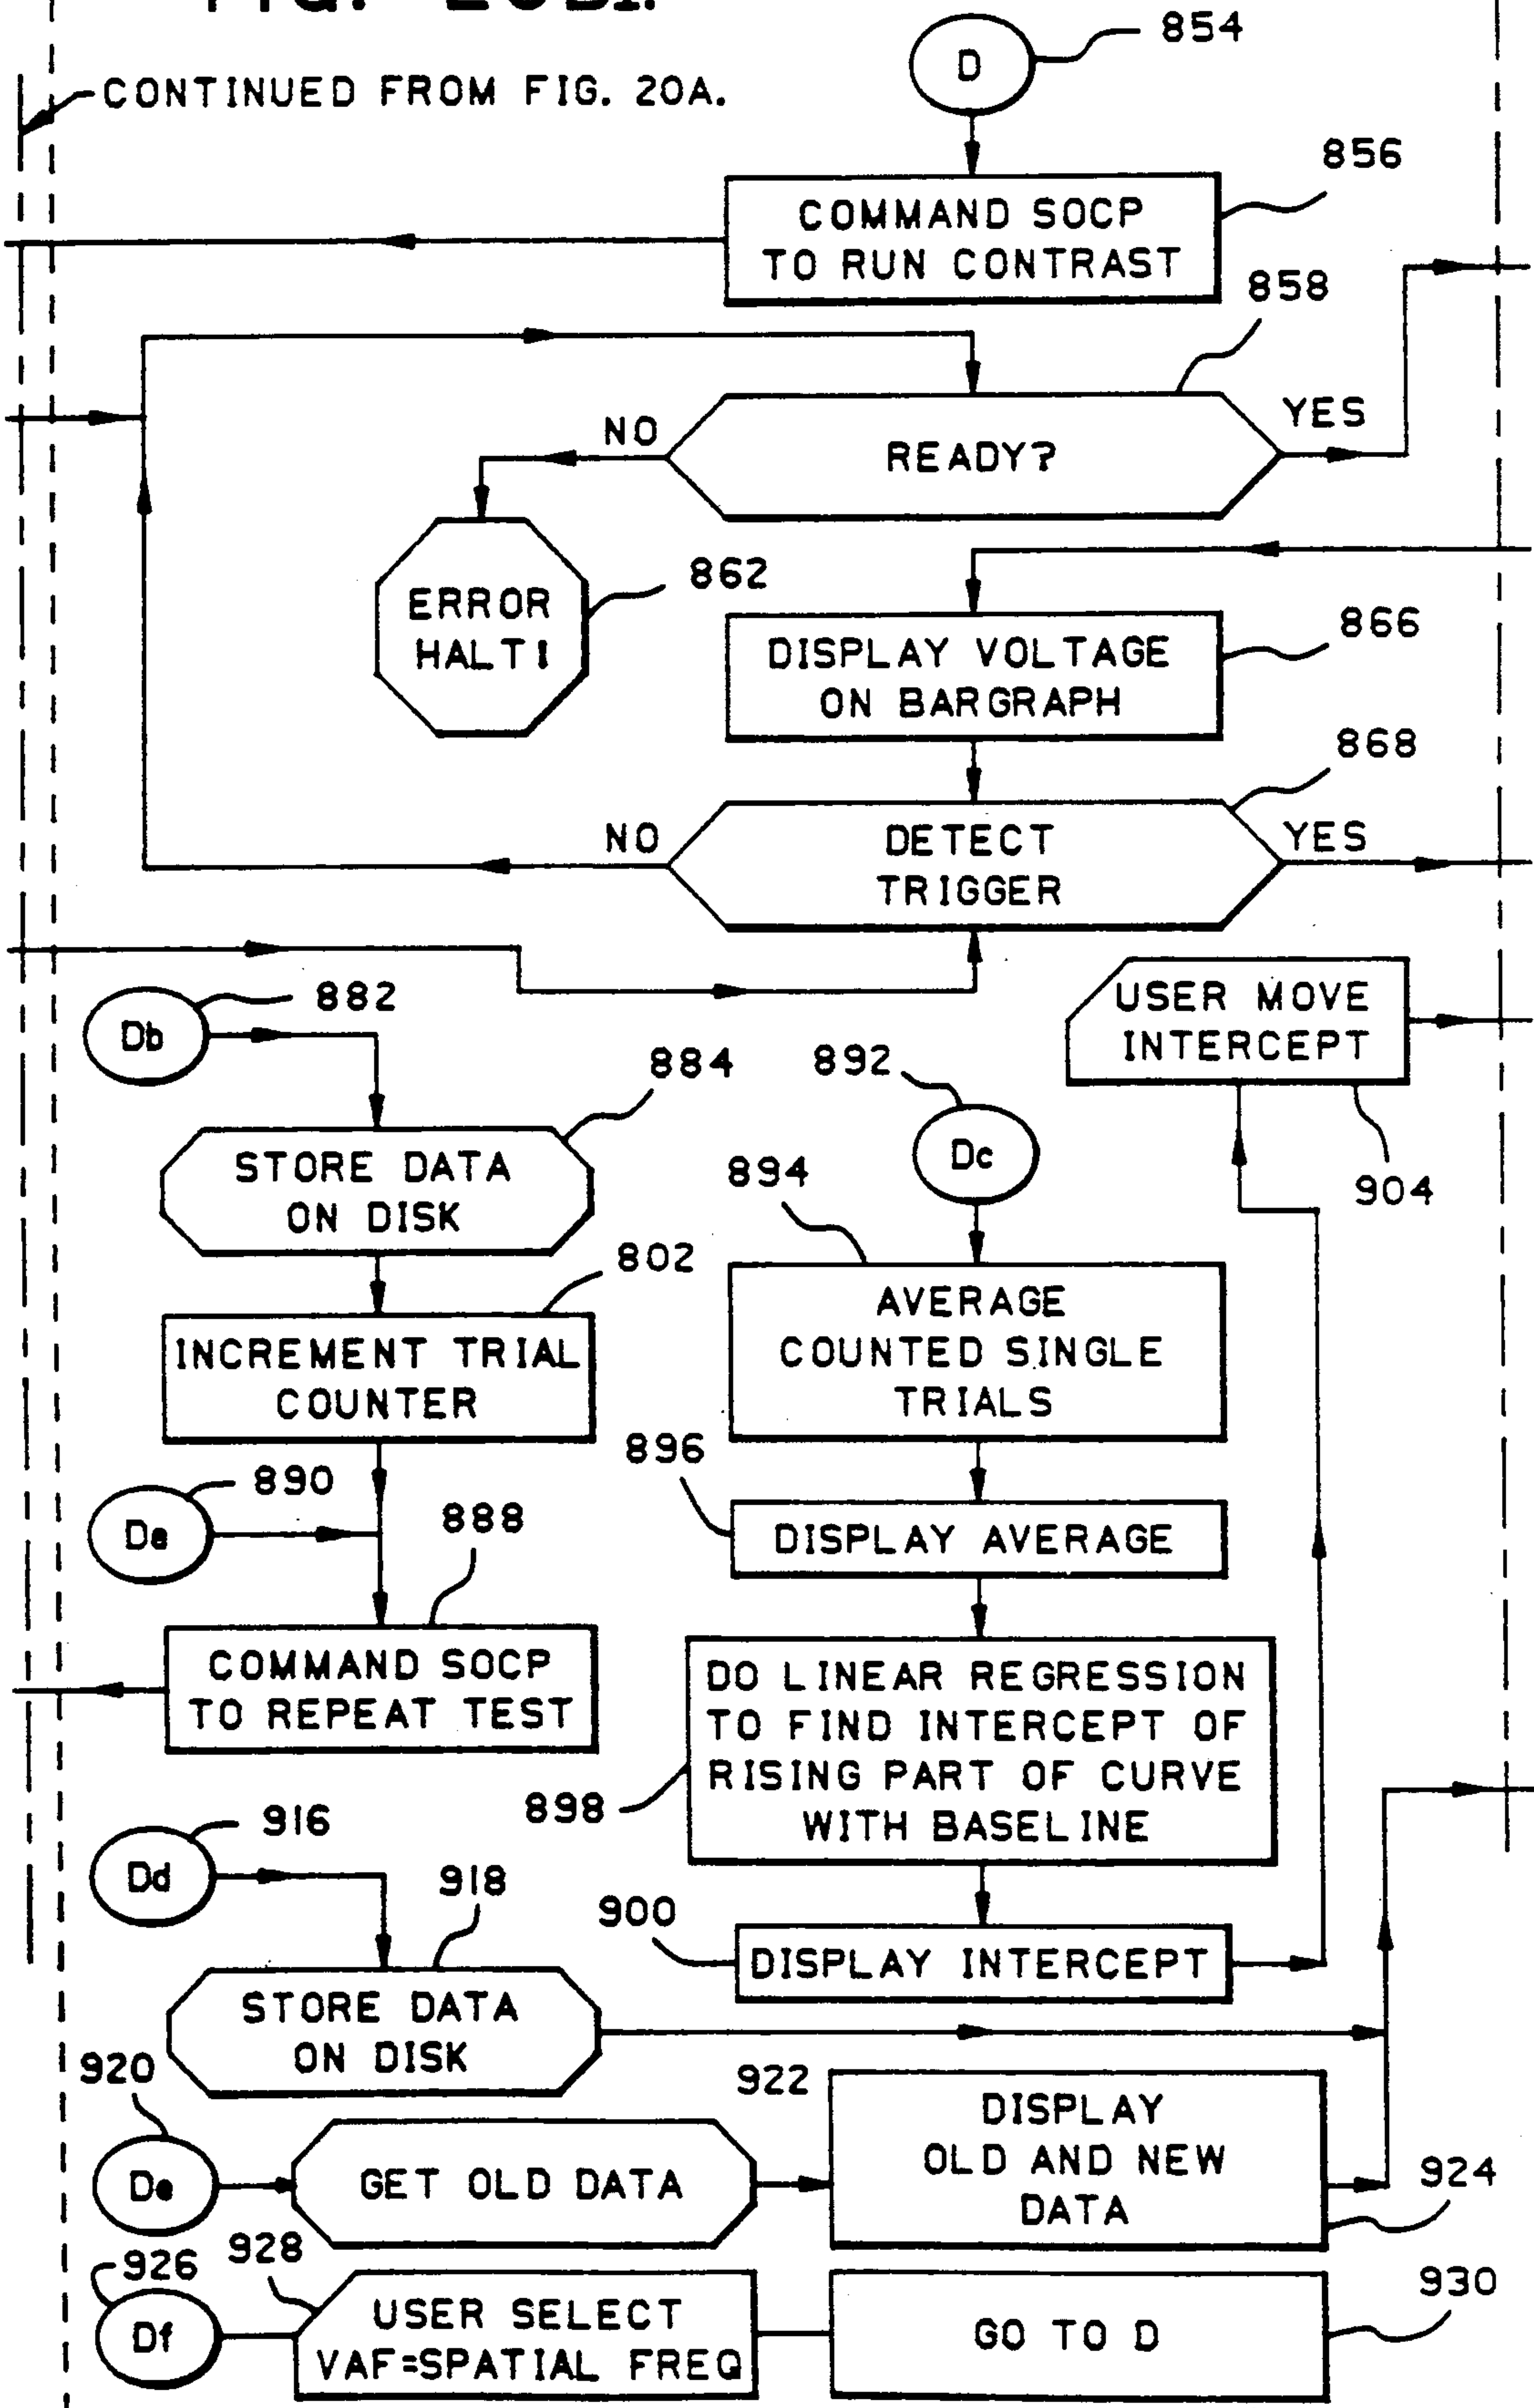 CONTINUED FROM FIG. 20A.
D
854
856
COMMAND SOCP
TO RUN CONTRAST
858
NO
READY?
YES
ERROR
HALT!
862
866
DISPLAY VOLTAGE
ON BARGRAPH
868
NO
DETECT
TRIGGER
YES
Db
882
USER MOVE
INTERCEPT
904
884
STORE DATA
ON DISK
802
INCREMENT TRIAL
COUNTER
890
De
888
COMMAND SOCP
TO REPEAT TEST
892
Dc
894
AVERAGE
COUNTED SINGLE
TRIALS
896
DISPLAY AVERAGE
DO LINEAR REGRESSION
TO FIND INTERCEPT OF
RISING PART OF CURVE
WITH BASELINE
898
900
DISPLAY INTERCEPT
916
Dd
918
STORE DATA
ON DISK
920
De
GET OLD DATA
922
DISPLAY
OLD AND NEW
DATA
924
926
Df
928
USER SELECT
VAF=SPATIAL FREQ
GO TO D
930